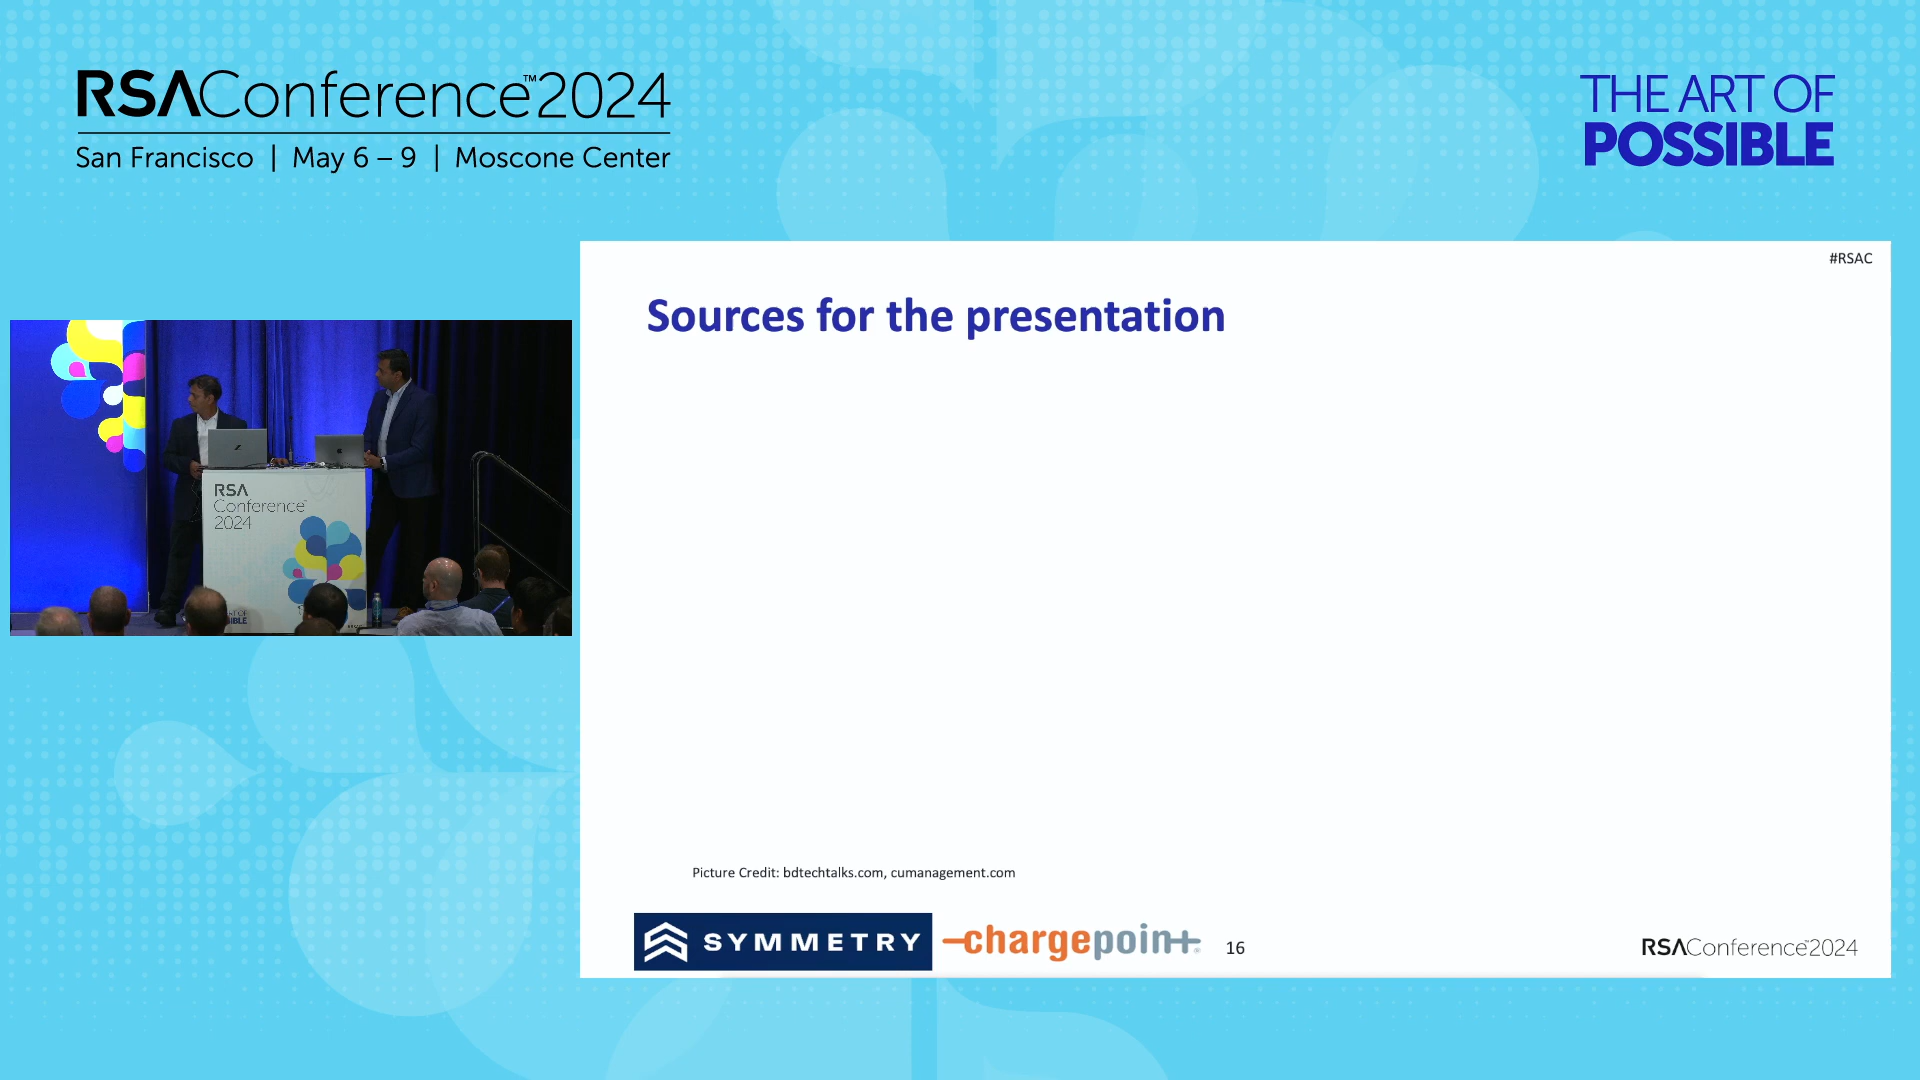 RSAConference™2024
San Francisco | May 6 – 9 | Moscone Center
THE ART OF
POSSIBLE
#RSAC
Sources for the presentation
RSA
Conference
2024
Picture Credit: bdtechtalks.com, cumanagement.com
SYMMETRY
chargepoint
16
RSAConference2024